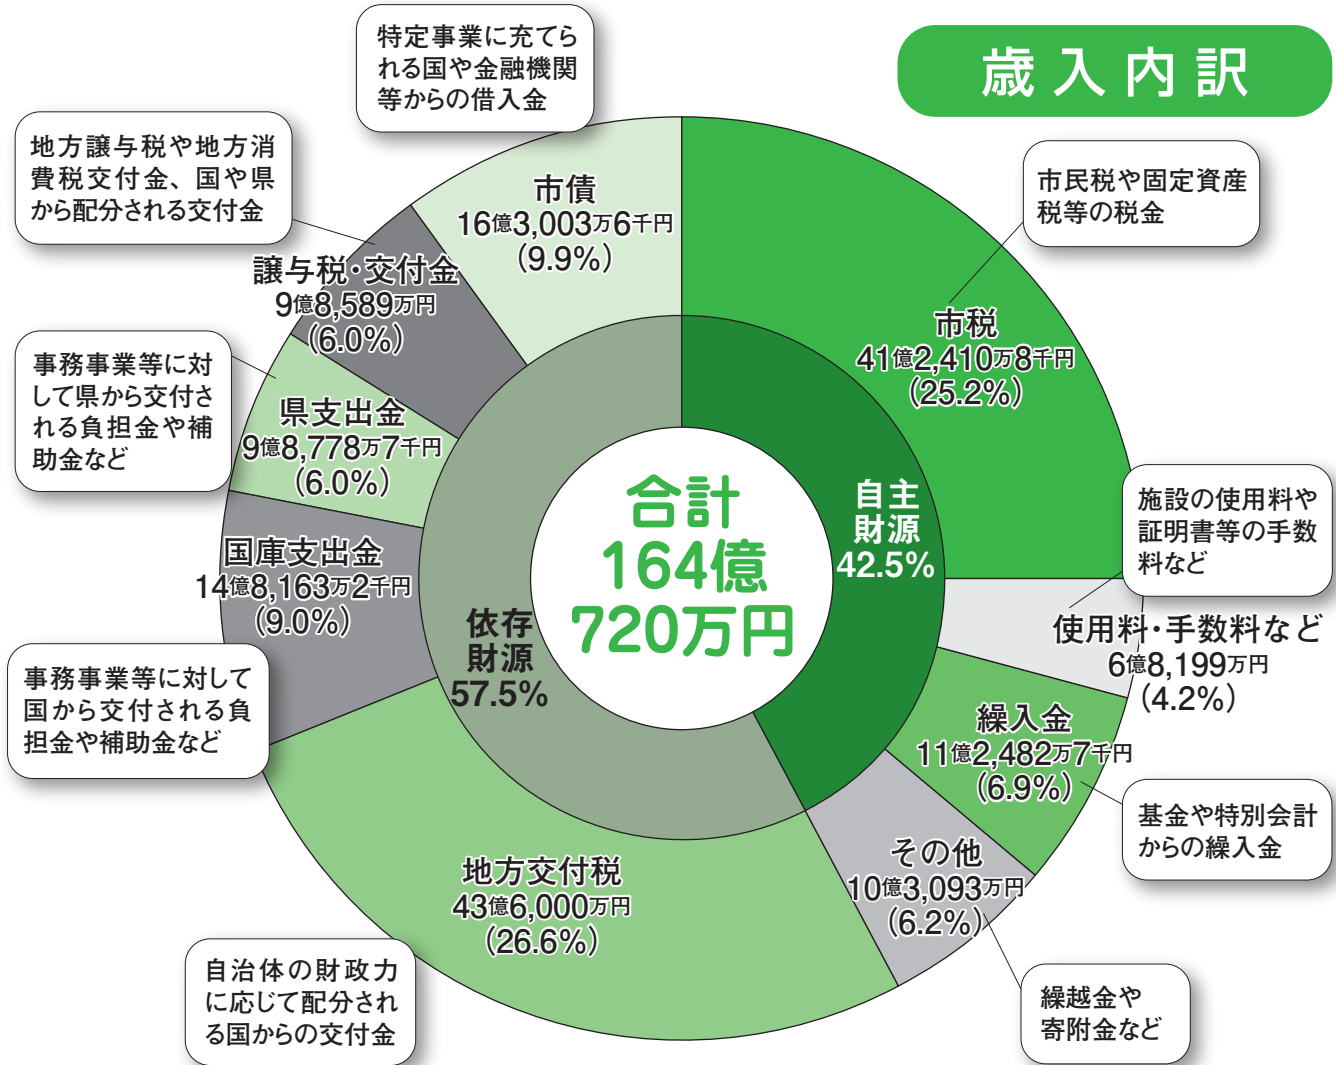 歳入内訳
特定事業に充てら
れる国や金融機関
等からの借入金
地方譲与税や地方消
費税交付金、国や県
から配分される交付金
市民税や固定資産
税等の税金
市債
16億3,003万6千円
(9.9%)
譲与税・交付金
9億8,589万円
(6.0%)
市税
41億2,410万8千円
(25.2%)
事務事業等に対
して県から交付さ
れる負担金や補
助金など
県支出金
9億8,778万7千円
(6.0%)
合計
164億
720万円
自主
財源
42.5%
施設の使用料や
証明書等の手数
料など
国庫支出金
14億8,163万2千円
(9.0%)
依存
財源
57.5%
使用料・手数料など
6億8,199万円
(4.2%)
事務事業等に対して
国から交付される負
担金や補助金など
繰入金
11億2,482万7千円
(6.9%)
基金や特別会計
からの繰入金
地方交付税
43億6,000万円
(26.6%)
その他
10億3,093万円
(6.2%)
自治体の財政力
に応じて配分され
る国からの交付金
繰越金や
寄附金など